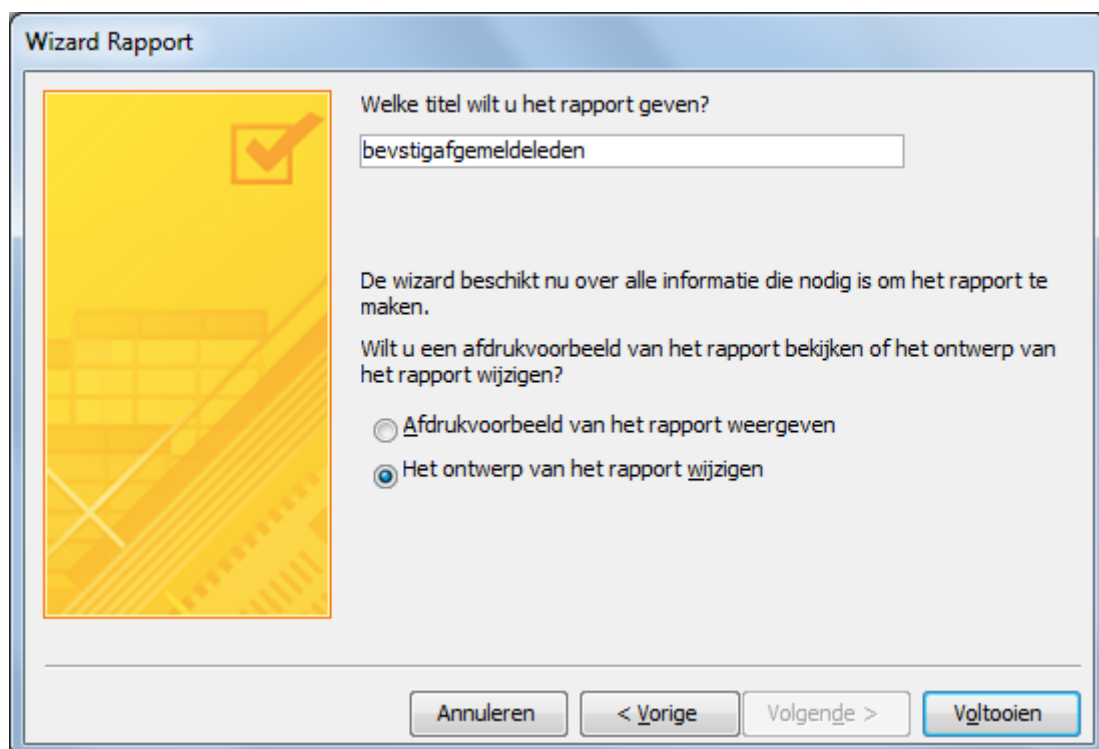 Wizard Rapport
Welke titel wilt u het rapport geven?
bevstigafgemeldeleden
De wizard beschikt nu over alle informatie die nodig is om het rapport te
maken.
Wilt u een afdrukvoorbeeld van het rapport bekijken of het ontwerp van
het rapport wijzigen?
Afdrukvoorbeeld van het rapport weergeven
Het ontwerp van het rapport wijzigen
Annuleren
< Vorige
Volgende >
Voltooien